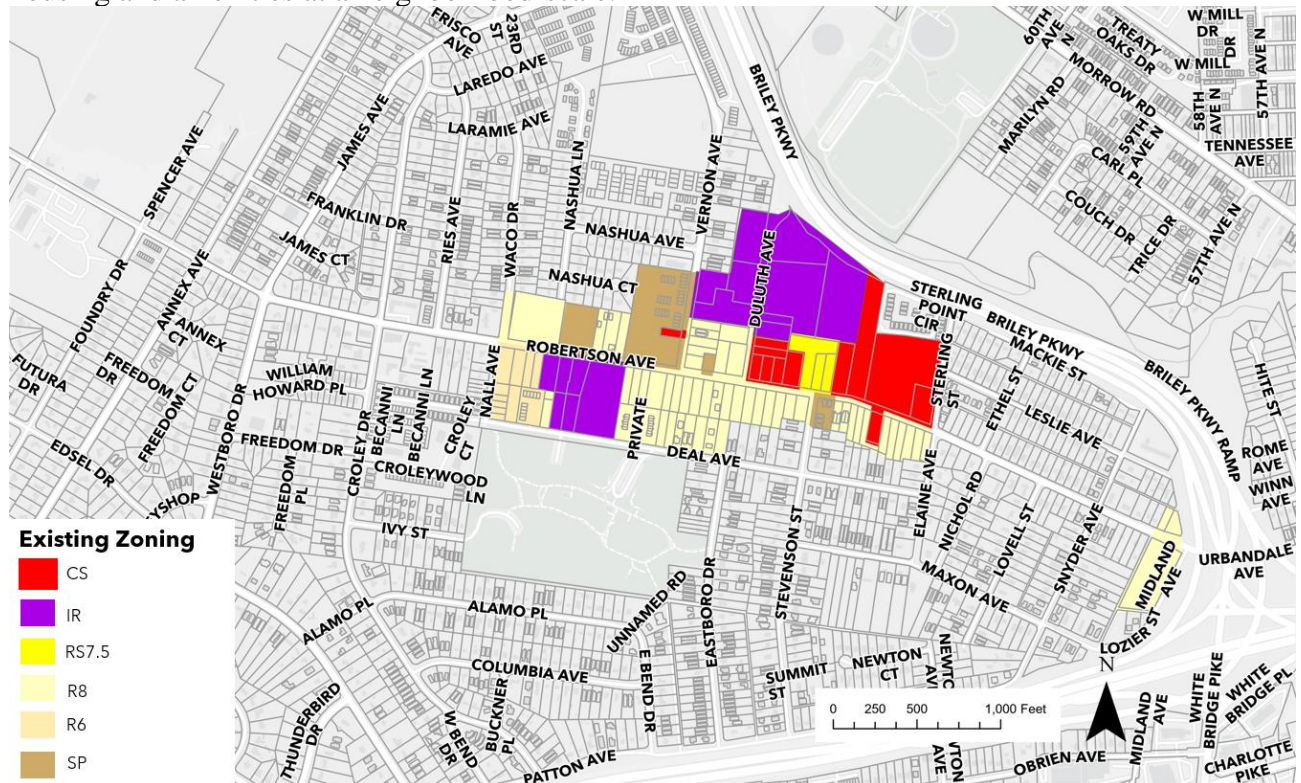 FRISCO AVE
23RD ST
LAREDO AVE
LARAMIE AVE
JAMES AVE
SPENCER AVE
FRANKLIN DR
JAMES CT
RIES AVE
WACO DR
NASHUA LN
NASHUA AVE
NASHUA CT
VERNON AVE
BRILEY PKWY
DULUTH AVE
60TH AVE N
TREATY OAKS DR
W MILL DR
W MILL
MORROW RD
58TH AVE N
57TH AVE N
TENNESSEE AVE
MARILYN RD
59TH AVE N
CARL PL
COUCH DR
TRICE DR
57TH AVE N
FOUNDRY DR
ANNEX AVE
ANNEX CT
FREEDOM DR
FREEDOM CT
FUTURA DR
EDSEL DR
WESTBORO DR
WILLIAM HOWARD PL
FREEDOM DR
FREEDOM PL
CROLEY DR
BECANNI LN
BECANNI LN
CROLEY CT
NALL AVE
CROLEYWOOD LN
IVY ST
ROBERTSON AVE
PRIVATE
DEAL AVE
STERLING POINT CIR
BRILEY PKWY
MACKIE ST
STERLING ST
ETHEL ST
LESLIE AVE
BRILEY PKWY RAMP
HITE ST
ROME AVE
WINN AVE
ELAINE AVE
NICHOL RD
LOVELL ST
SNYDER AVE
MAXON AVE
MIDLAND AVE
URBANDALE AVE
LOZIER ST
ALAMO PL
ALAMO PL
UNNAMED RD
EASTBORO DR
STEVENSON ST
COLUMBIA AVE
BUCKNER PL
E BEND DR
W BEND DR
THUNDERBIRD DR
PATTON AVE
SUMMIT ST
NEWTON CT
OBRIEN AVE
MIDLAND AVE
WHITE BRIDGE PIKE
WHITE BRIDGE PL
CHARLOTTE PIKE
N
0 250 500 1,000 Feet
Existing Zoning
CS
IR
RS7.5
R8
R6
SP